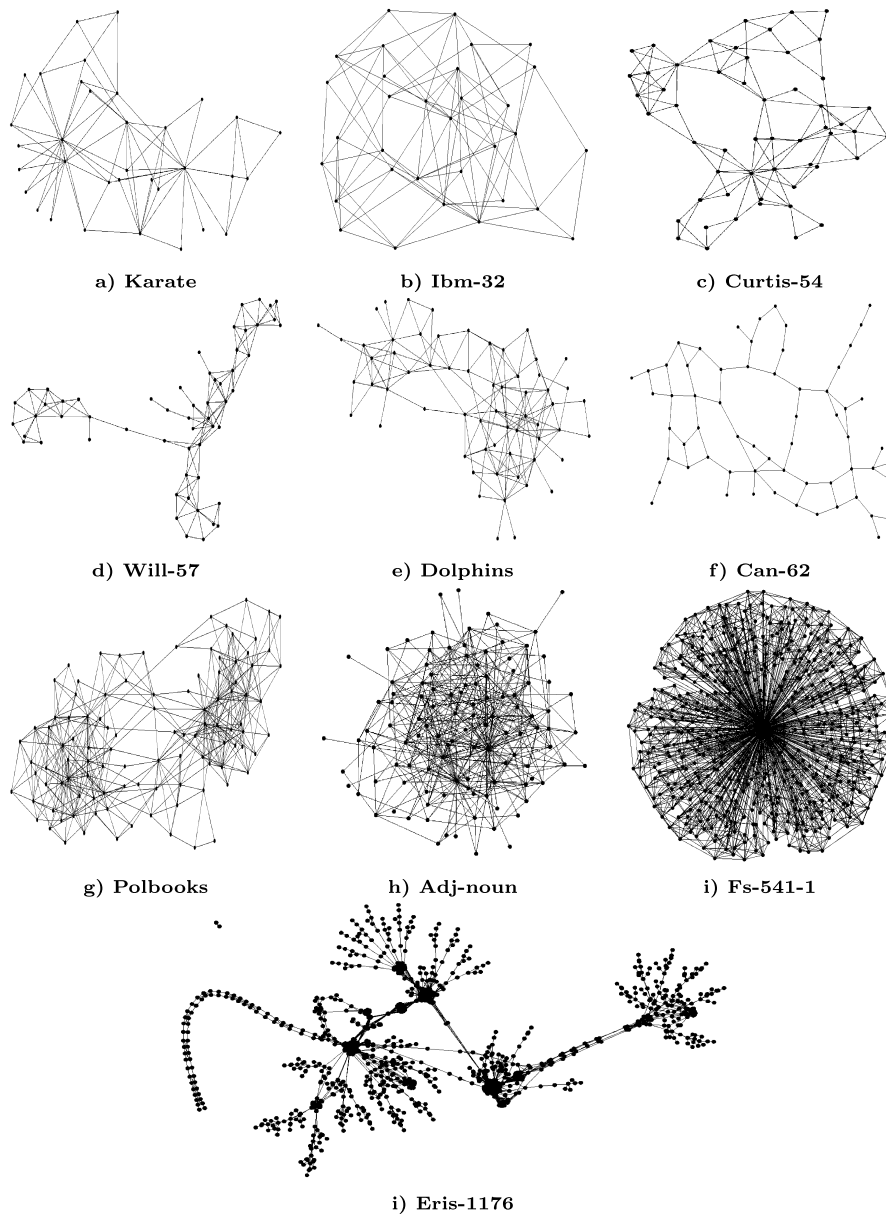 a) Karate
b) Ibm-32
c) Curtis-54
d) Will-57
e) Dolphins
f) Can-62
g) Polbooks
h) Adj-noun
i) Fs-541-1
i) Eris-1176